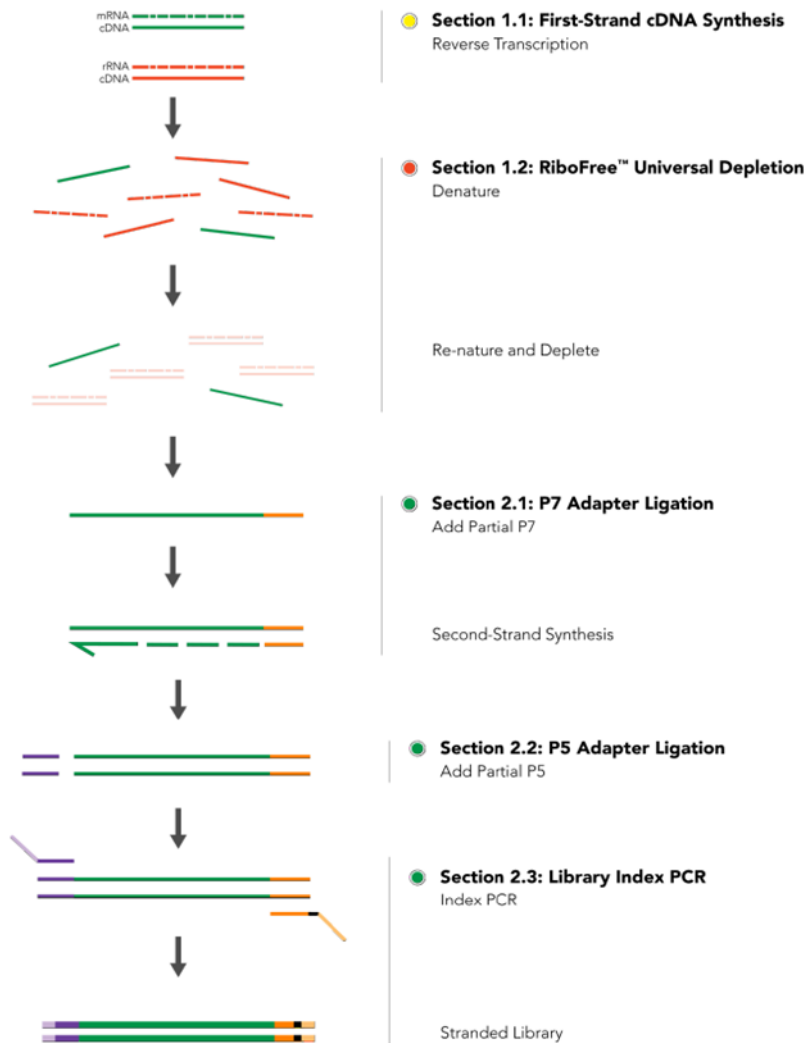 mRNA
cDNA
rRNA
cDNA
Section 1.1: First-Strand cDNA Synthesis
Reverse Transcription
Section 1.2: RiboFree™ Universal Depletion
Denature
Re-nature and Deplete
Section 2.1: P7 Adapter Ligation
Add Partial P7
Second-Strand Synthesis
Section 2.2: P5 Adapter Ligation
Add Partial P5
Section 2.3: Library Index PCR
Index PCR
Stranded Library